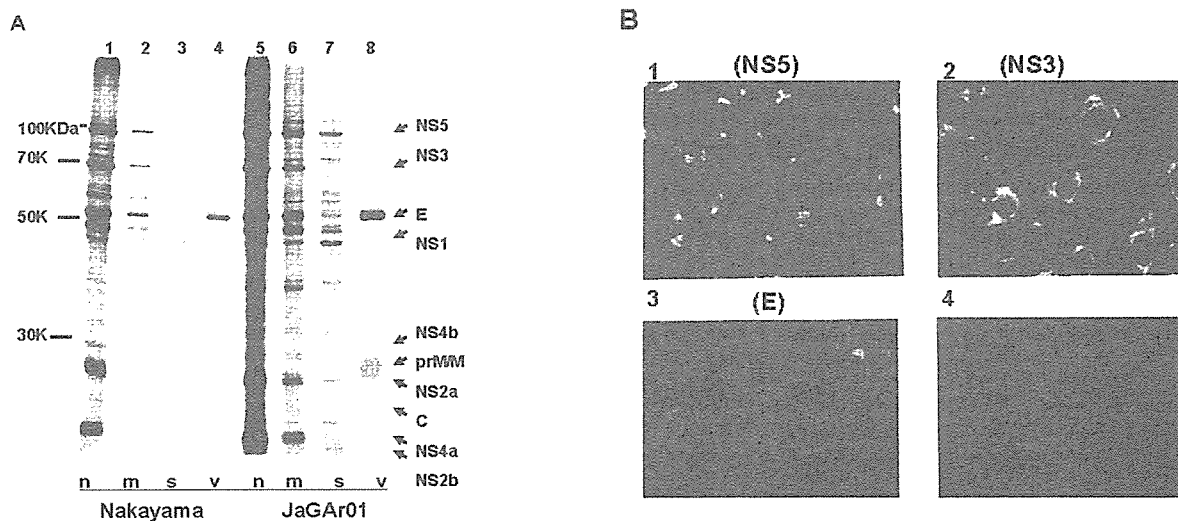 A
1 2 3 4 5 6 7 8
100KDa
70K
50K
30K
NS5
NS3
E
NS1
NS4b
prMM
NS2a
C
NS4a
NS2b
n m s v n m s v
Nakayama JaGAr01
B
1 (NS5)
2 (NS3)
3 (E)
4